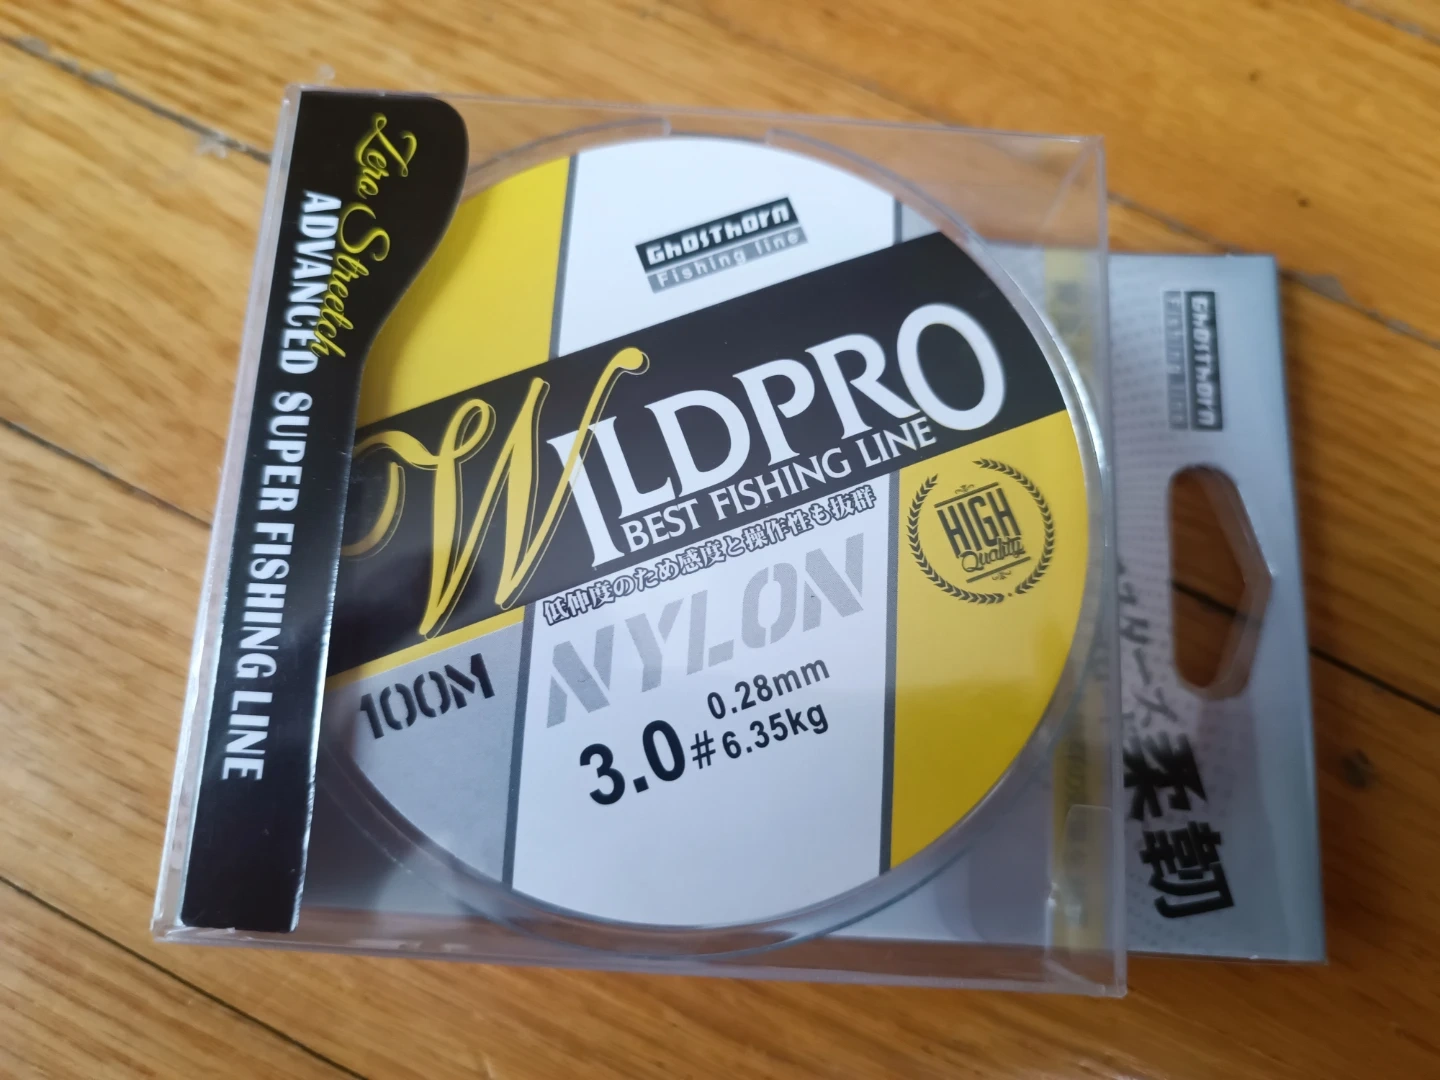 Zero Stretch
ADVANCED SUPER FISHING LINE
Ghosthorn
Fishing line
WILDPRO
BEST FISHING LINE
低伸度のため感度と操作性も抜群
NYLON
100M
0.28mm
3.0# 6.35kg
HIGH
Quality
Ghosthorn
Fishing line
柔韌